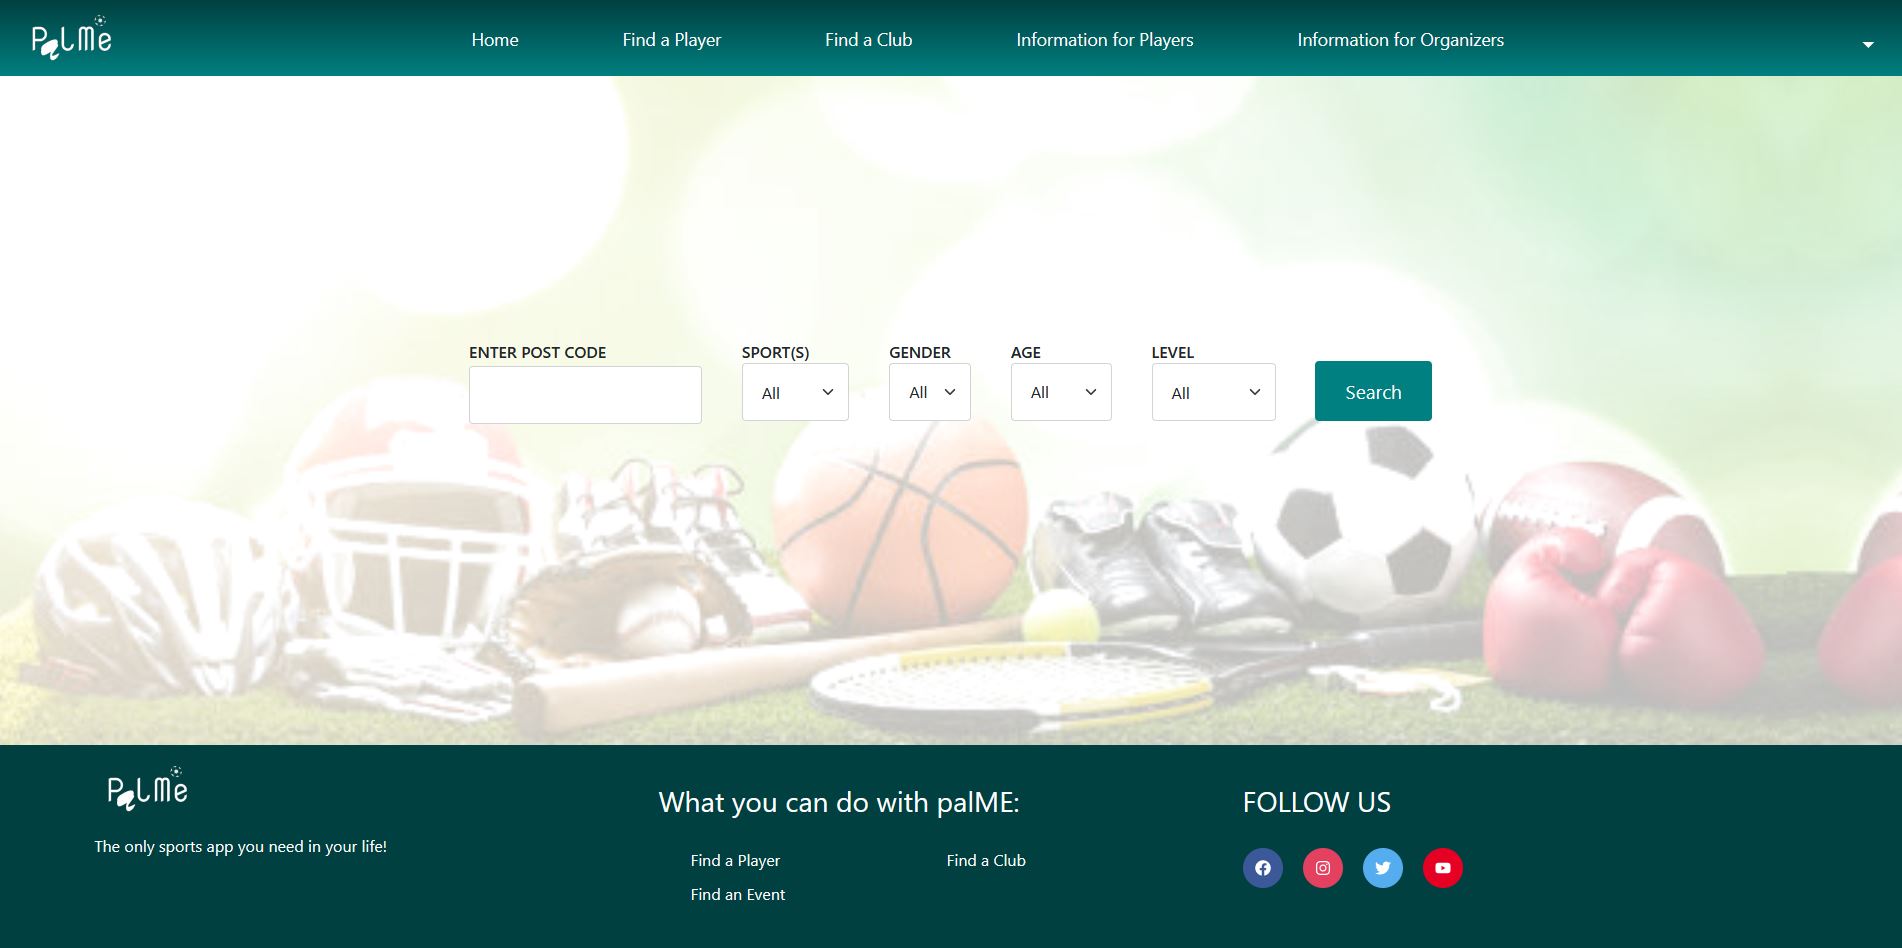 PalMe
Home
Find a Player
Find a Club
Information for Players
Information for Organizers
ENTER POST CODE
SPORT(S)
GENDER
AGE
LEVEL
All
All
All
All
Search
PalMe
The only sports app you need in your life!
What you can do with palME:
Find a Player
Find a Club
Find an Event
FOLLOW US